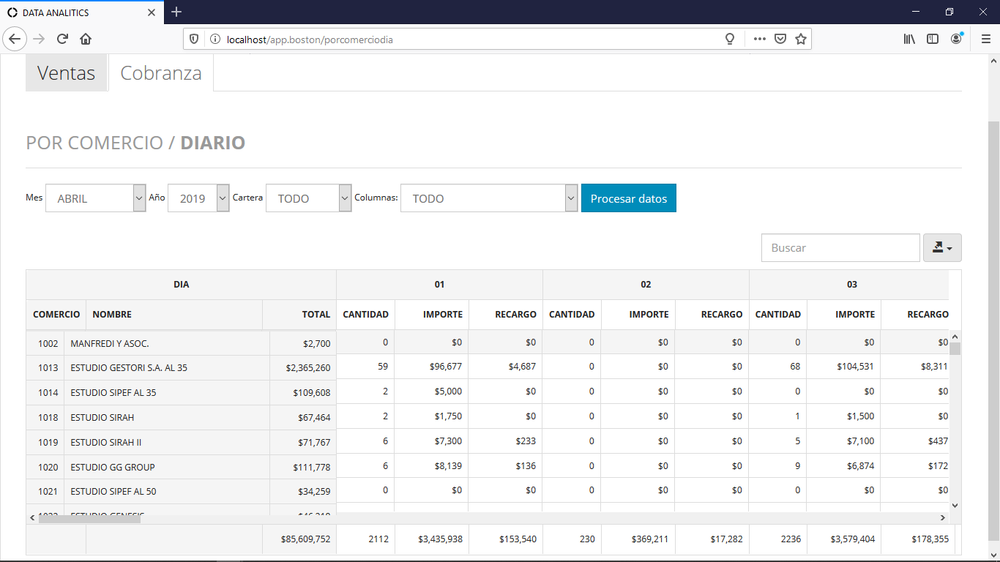 DATA ANALITICS
localhost/app.boston/porcomerciodia
Ventas Cobranza
POR COMERCIO / DIARIO
Mes ABRIL Año 2019 Cartera TODO Columnas: TODO Procesar datos
Buscar
DIA 01 02 03
COMERCIO NOMBRE TOTAL CANTIDAD IMPORTE RECARGO CANTIDAD IMPORTE RECARGO CANTIDAD IMPORTE RECARGO
1002 MANFREDI Y ASOC. $2,700 0 $0 $0 0 $0 $0 0 $0 $0
1013 ESTUDIO GESTORI S.A. AL 35 $2,365,260 59 $96,677 $4,687 0 $0 $0 68 $104,531 $8,311
1014 ESTUDIO SIPEF AL 35 $109,608 2 $5,000 $0 0 $0 $0 0 $0 $0
1018 ESTUDIO SIRAH $67,464 2 $1,750 $0 0 $0 $0 1 $1,500 $0
1019 ESTUDIO SIRAH II $71,767 6 $7,300 $233 0 $0 $0 5 $7,100 $437
1020 ESTUDIO GG GROUP $111,778 6 $8,139 $136 0 $0 $0 9 $6,874 $172
1021 ESTUDIO SIPEF AL 50 $34,259 0 $0 $0 0 $0 $0 0 $0 $0
ESTUDIO GENESIS
$85,609,752 2112 $3,435,938 $153,540 230 $369,211 $17,282 2236 $3,579,404 $178,355